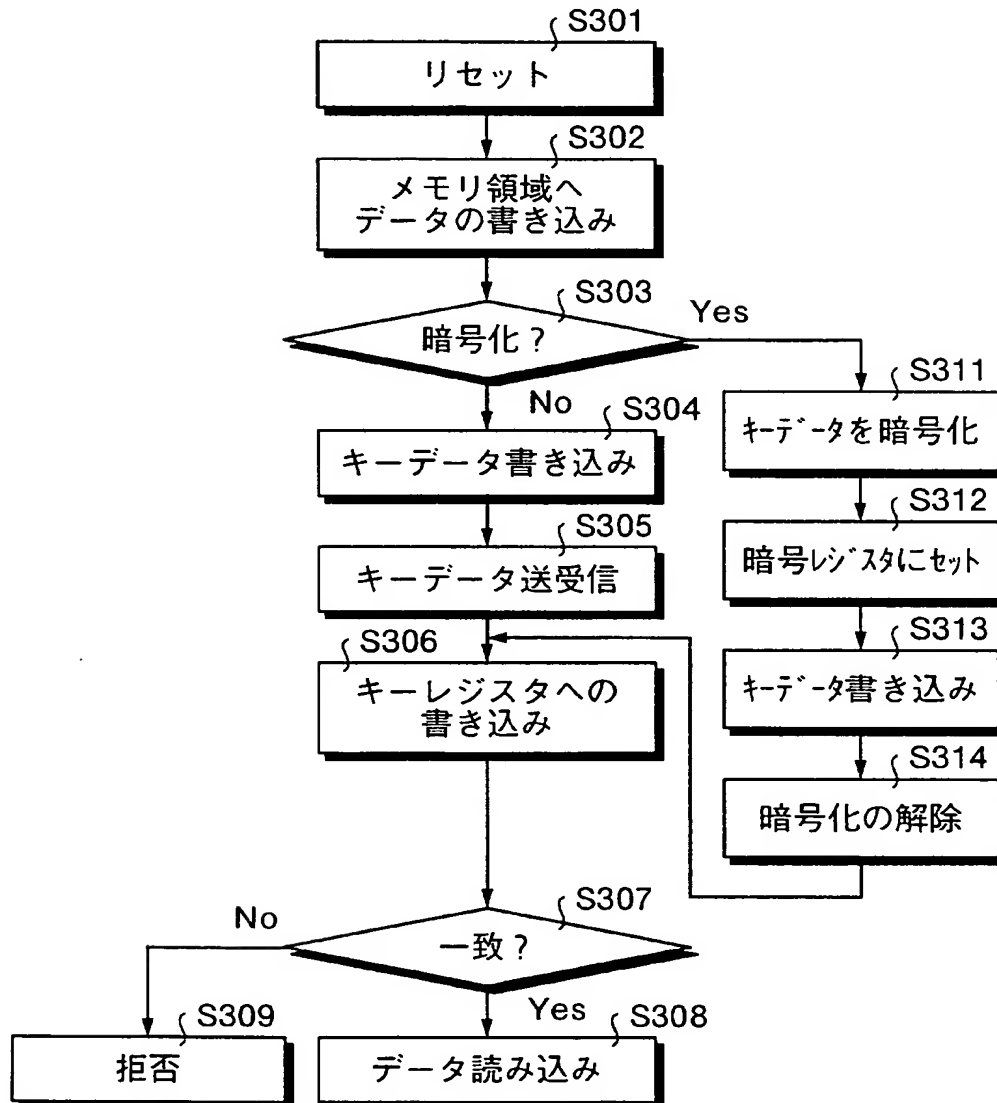 S301
リセット
S302
メモリ領域へ
データの書き込み
S303
暗号化?
Yes
No
S304
キーデータ書き込み
S305
キーデータ送受信
S306
キーレジスタへの
書き込み
S311
ｷｰﾃﾞｰﾀを暗号化
S312
暗号ﾚｼﾞｽﾀにｾｯﾄ
S313
ｷｰﾃﾞｰﾀ書き込み
S314
暗号化の解除
S307
一致?
No
Yes
S309
拒否
S308
データ読み込み